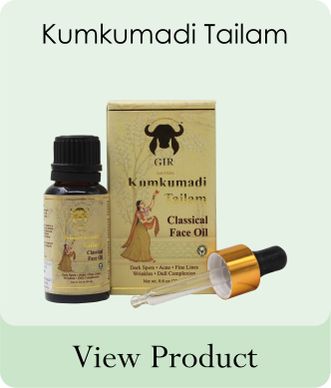 Kumkumadi Tailam
GIR
Kumkumadi
Tailam
Classical
Face Oil
Dark Spots • Acne • Fine Lines
Wrinkles • Dull Complexion
View Product